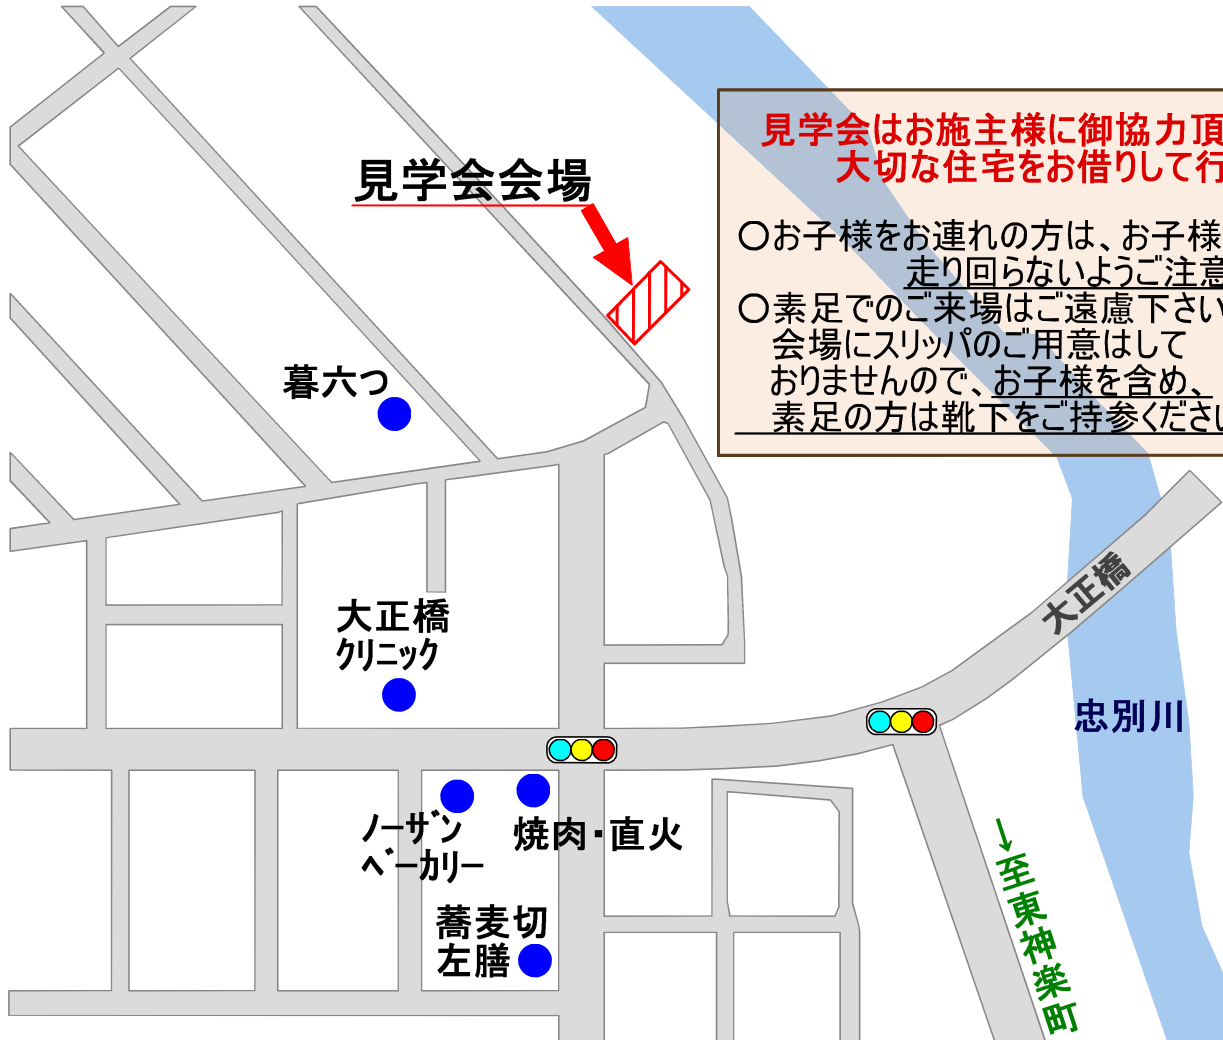 見学会はお施主様に御協力頂
大切な住宅をお借りして行
見学会会場
○お子様をお連れの方は、お子様
走り回らないようご注意
○素足でのご来場はご遠慮下さい
会場にスリッパのご用意はして
おりませんので、お子様を含め、
素足の方は靴下をご持参ください
暮六つ
大正橋
クリニック
大正橋
忠別川
ノーザン
ベーカリー
焼肉・直火
蕎麦切
左膳
→至東神楽町